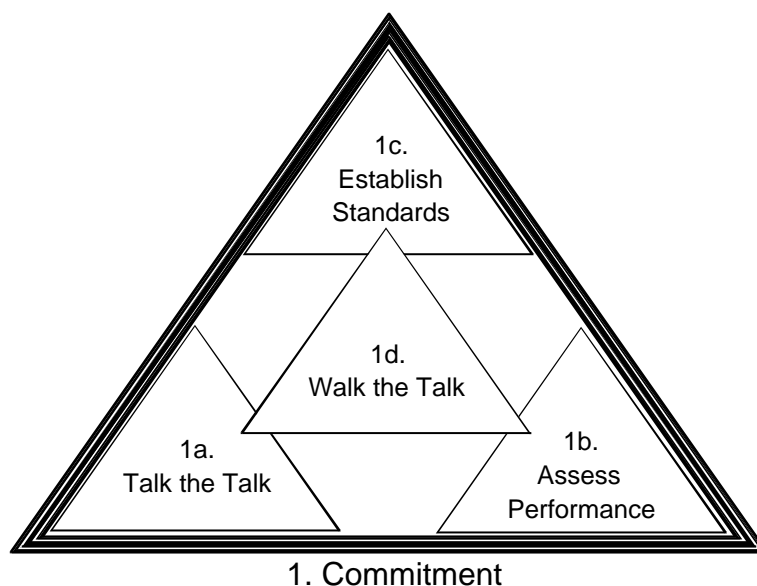 1c.
Establish
Standards
1d.
Walk the Talk
1a.
Talk the Talk
1b.
Assess
Performance
1. Commitment